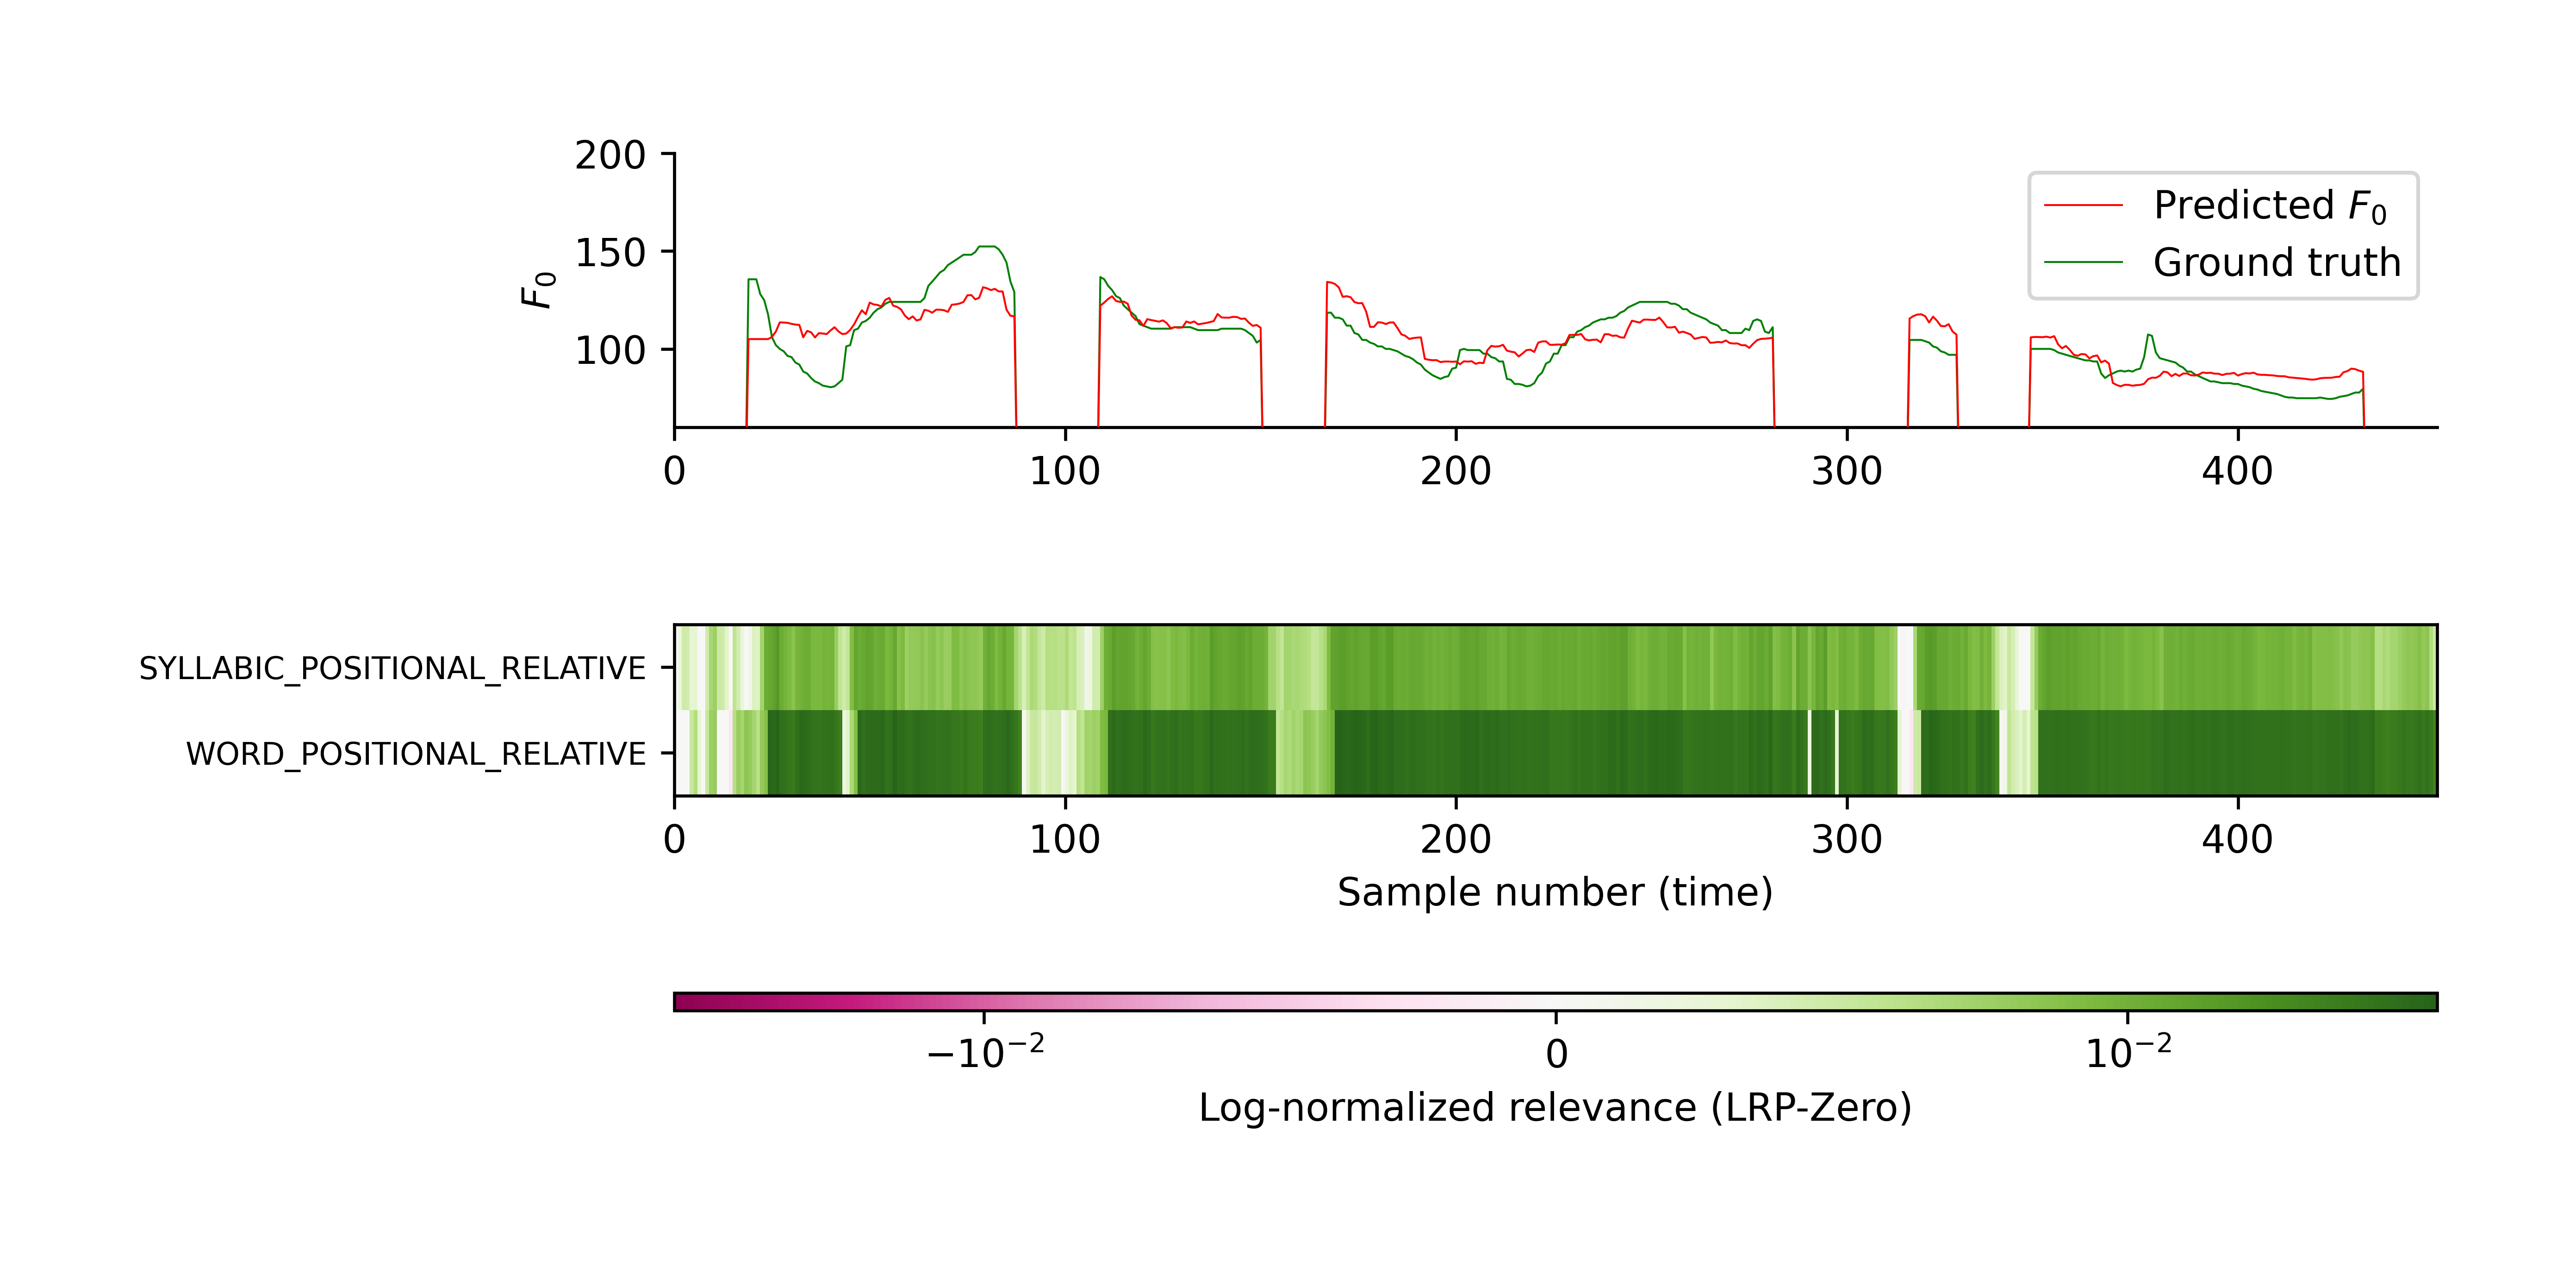 200
150
100
F₀
Predicted F₀
Ground truth
0 100 200 300 400
SYLLABIC_POSITIONAL_RELATIVE
WORD_POSITIONAL_RELATIVE
0 100 200 300 400
Sample number (time)
−10⁻² 0 10⁻²
Log-normalized relevance (LRP-Zero)